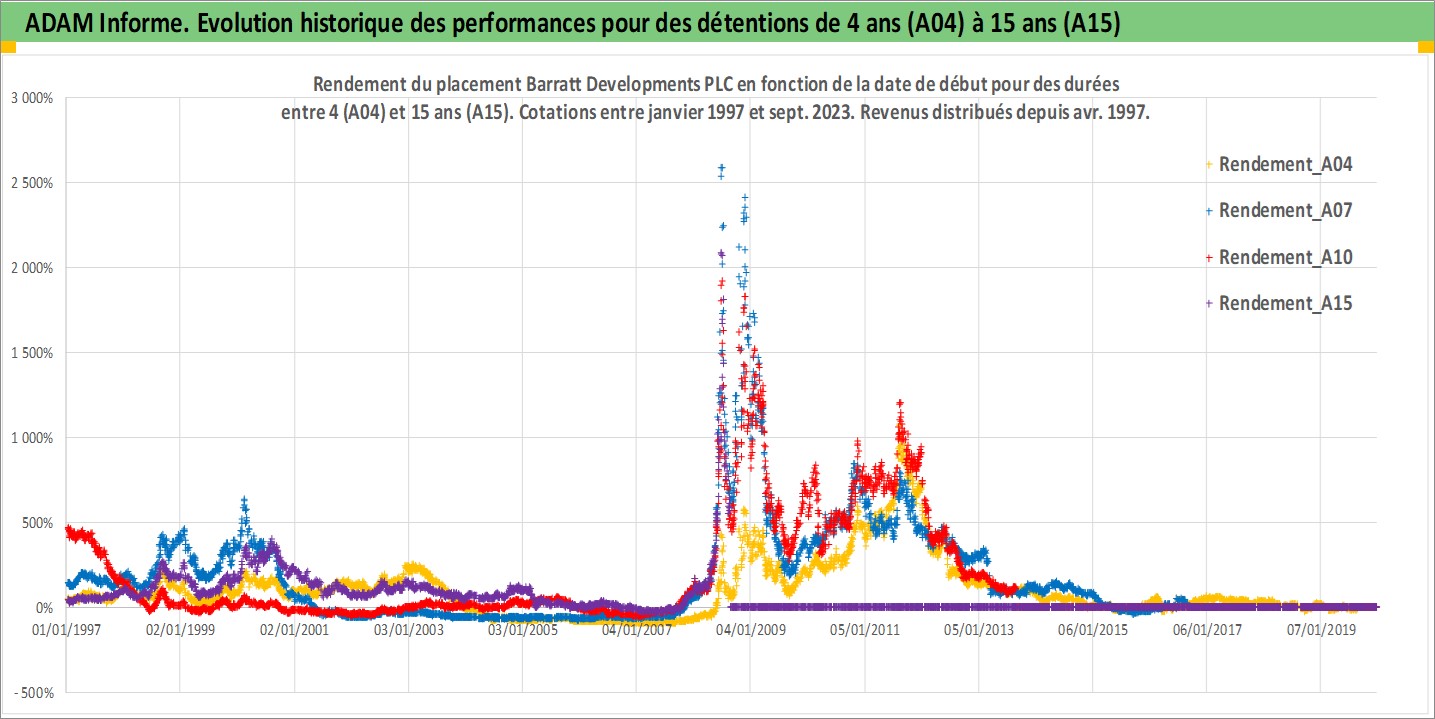 ADAM Informe. Evolution historique des performances pour des détentions de 4 ans (A04) à 15 ans (A15)
Rendement du placement Barratt Developments PLC en fonction de la date de début pour des durées
entre 4 (A04) et 15 ans (A15). Cotations entre janvier 1997 et sept. 2023. Revenus distribués depuis avr. 1997.
3 000%
2 500%
2 000%
1 500%
1 000%
500%
0%
-500%
Rendement_A04
Rendement_A07
Rendement_A10
Rendement_A15
01/01/1997 02/01/1999 02/01/2001 03/01/2003 03/01/2005 04/01/2007 04/01/2009 05/01/2011 05/01/2013 06/01/2015 06/01/2017 07/01/2019